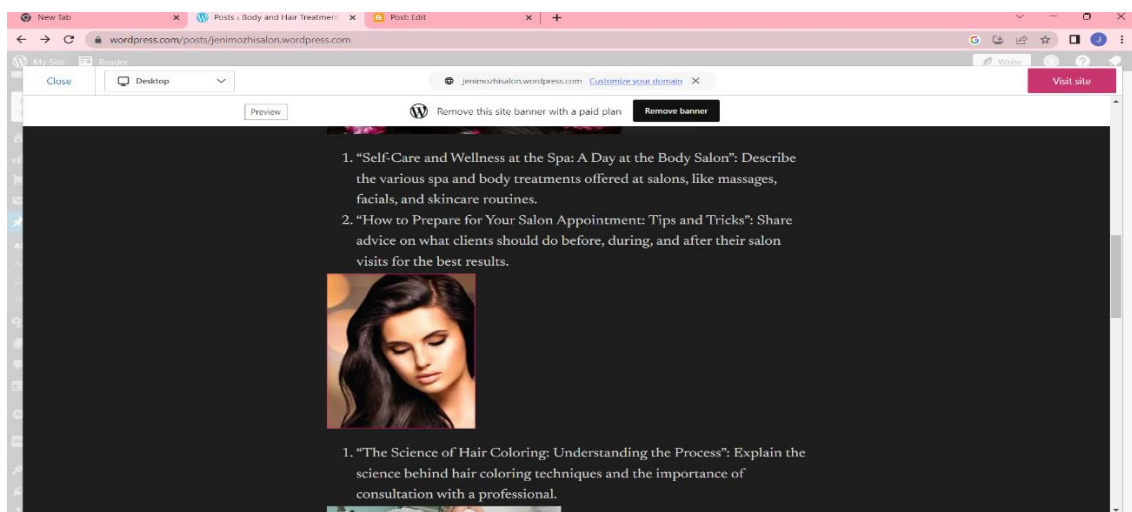 New Tab
Posts ‹ Body and Hair Treatment
Post: Edit
wordpress.com/posts/jenimozhisalon.wordpress.com
G
J
My Site
Reader
Write
Close
Desktop
jenimozhisalon.wordpress.com Customize your domain
Visit site
Preview
Remove this site banner with a paid plan
Remove banner
1. “Self-Care and Wellness at the Spa: A Day at the Body Salon”: Describe
the various spa and body treatments offered at salons, like massages,
facials, and skincare routines.
2. “How to Prepare for Your Salon Appointment: Tips and Tricks”: Share
advice on what clients should do before, during, and after their salon
visits for the best results.
1. “The Science of Hair Coloring: Understanding the Process”: Explain the
science behind hair coloring techniques and the importance of
consultation with a professional.